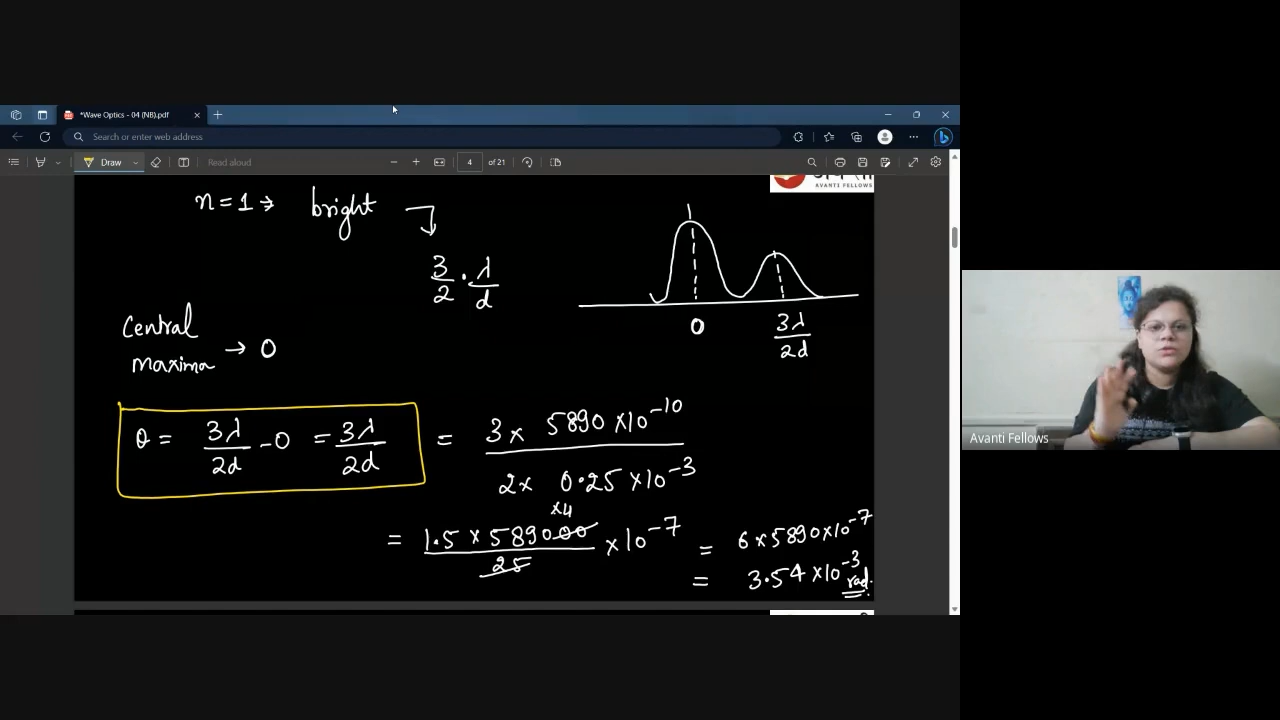 *Wave Optics - 04 (NB).pdf
Search or enter web address
Draw
Read aloud
4 of 21
AVANTI FELLOWS
n = 1 → bright
3/2 · λ/d
0
3λ/2d
Central maxima → 0
θ = 3λ/2d - 0 = 3λ/2d = 3 × 5890 × 10⁻¹⁰ / 2 × 0.25 × 10⁻³
×4
= 1.5 × 589000 / 25 × 10⁻⁷ = 6 × 5890 × 10⁻⁷
= 3.54 × 10⁻³ rad.
Avanti Fellows